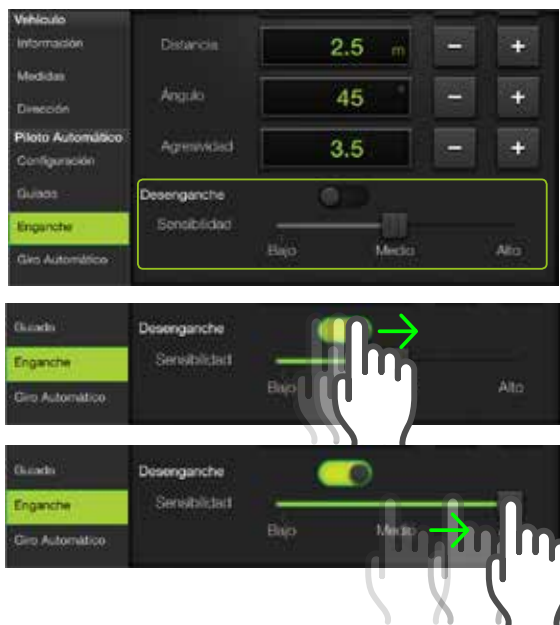 Vehículo
Información
Distancia 2.5 m - +
Medidas
Ángulo 45 ° - +
Dirección
Piloto Automático
Agresividad 3.5 - +
Configuración
Guiado
Desenganche
Enganche
Sensibilidad
Bajo Medio Alto
Giro Automático
Guiado
Desenganche
Enganche
Sensibilidad
Bajo Alto
Giro Automático
Guiado
Desenganche
Enganche
Sensibilidad
Bajo Medio
Giro Automático